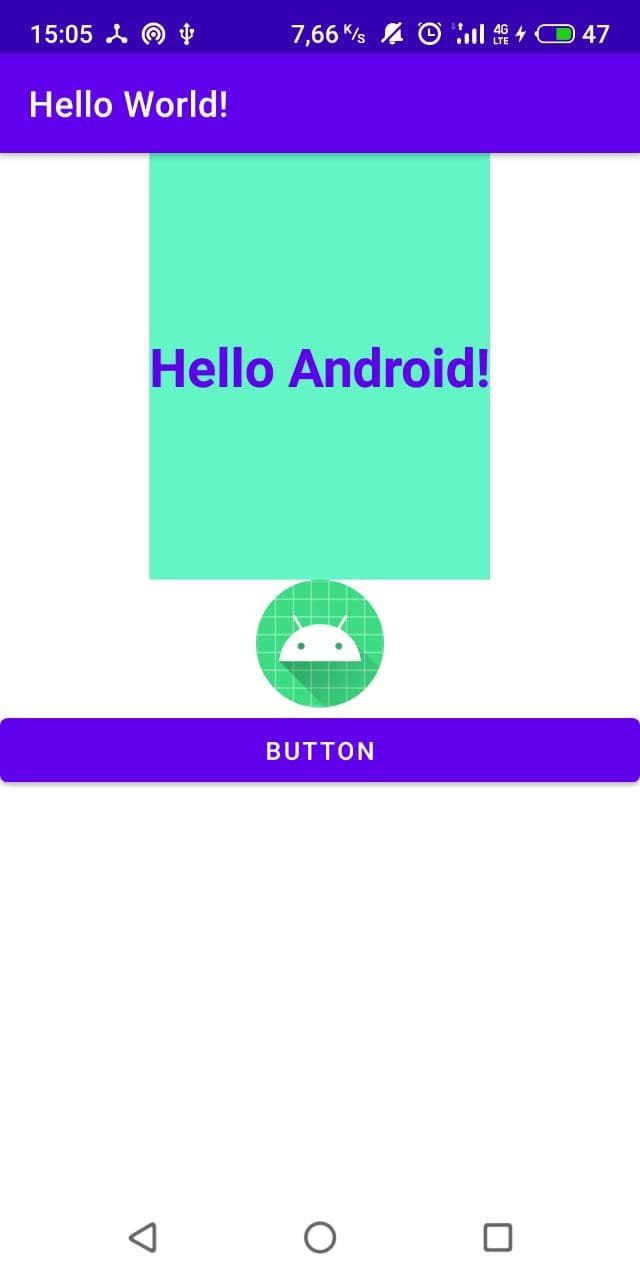 15:05 7,66 K/s 4G LTE 47
Hello World!
Hello Android!
BUTTON